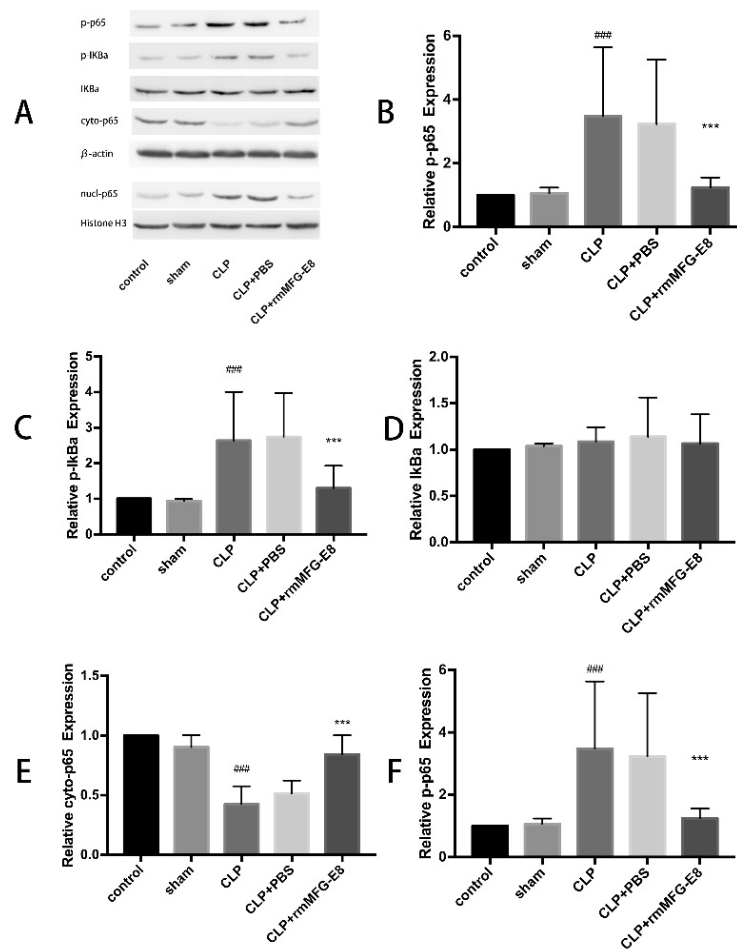 A
p-p65
p-IKBa
IKBa
cyto-p65
β-actin
nucl-p65
Histone H3
control
sham
CLP
CLP+PBS
CLP+rmMFG-E8
B
Relative p-p65 Expression
6
4
2
0
###
***
control
sham
CLP
CLP+PBS
CLP+rmMFG-E8
C
Relative p-IkBa Expression
5
4
3
2
1
0
###
***
control
sham
CLP
CLP+PBS
CLP+rmMFG-E8
D
Relative IkBa Expression
2.0
1.5
1.0
0.5
0.0
control
sham
CLP
CLP+PBS
CLP+rmMFG-E8
E
Relative cyto-p65 Expression
1.5
1.0
0.5
0.0
###
***
control
sham
CLP
CLP+PBS
CLP+rmMFG-E8
F
Relative p-p65 Expression
6
4
2
0
###
***
control
sham
CLP
CLP+PBS
CLP+rmMFG-E8